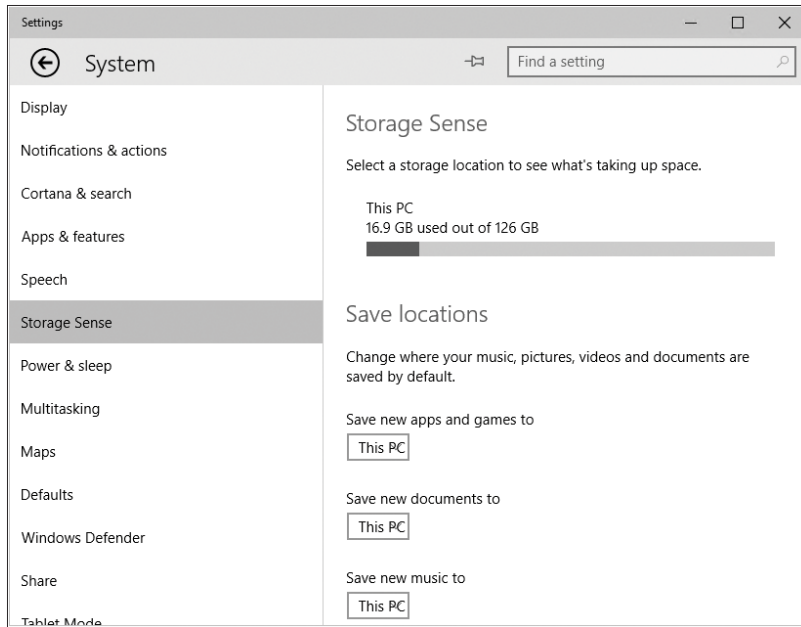 Settings
System
Find a setting
Display
Notifications & actions
Cortana & search
Apps & features
Speech
Storage Sense
Power & sleep
Multitasking
Maps
Defaults
Windows Defender
Share
Tablet Mode
Storage Sense
Select a storage location to see what's taking up space.
This PC
16.9 GB used out of 126 GB
Save locations
Change where your music, pictures, videos and documents are
saved by default.
Save new apps and games to
This PC
Save new documents to
This PC
Save new music to
This PC